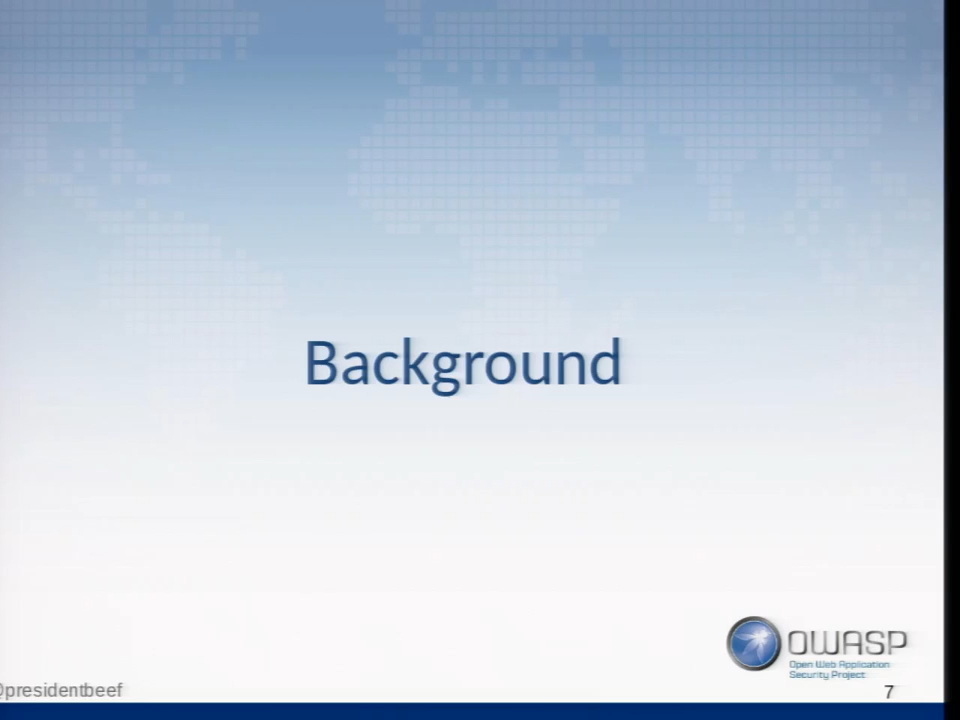 Background
OWASP
Open Web Application
Security Project
@presidentbeef
7